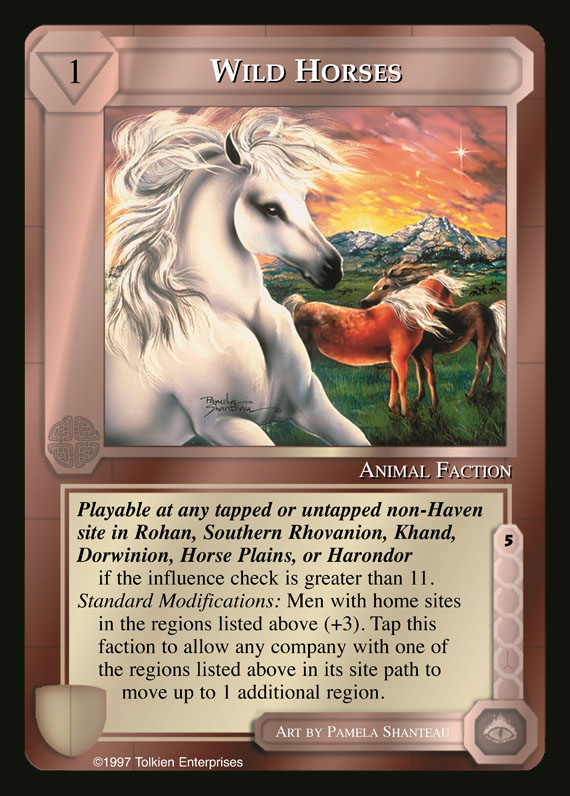 1
WILD HORSES
Pamela
Shanteau
ANIMAL FACTION
Playable at any tapped or untapped non-Haven
site in Rohan, Southern Rhovanion, Khand,
Dorwinion, Horse Plains, or Harondor
if the influence check is greater than 11.
Standard Modifications: Men with home sites
in the regions listed above (+3). Tap this
faction to allow any company with one of
the regions listed above in its site path to
move up to 1 additional region.
5
ART BY PAMELA SHANTEAU
©1997 Tolkien Enterprises